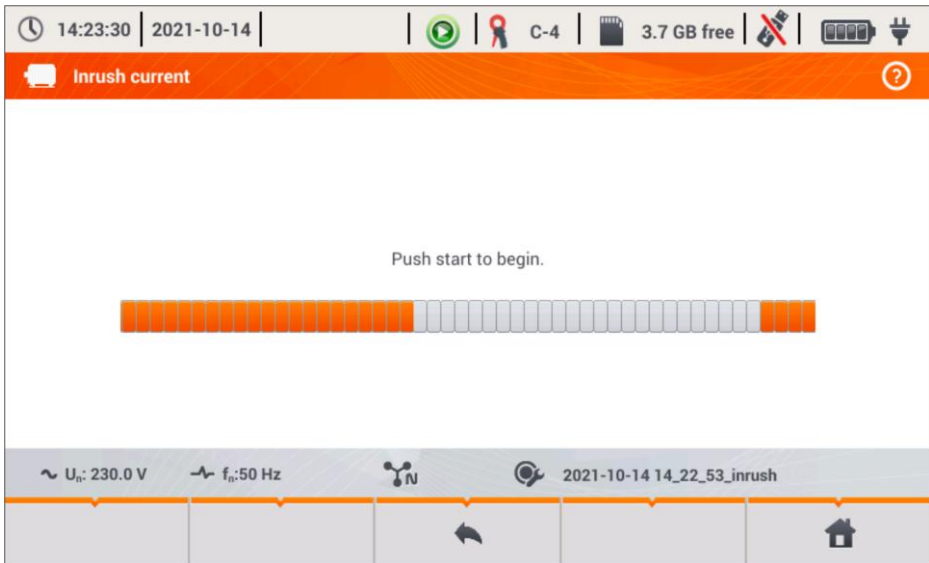 14:23:30 2021-10-14 C-4 3.7 GB free
Inrush current ?
Push start to begin.
Uₙ: 230.0 V fₙ:50 Hz N 2021-10-14 14_22_53_inrush